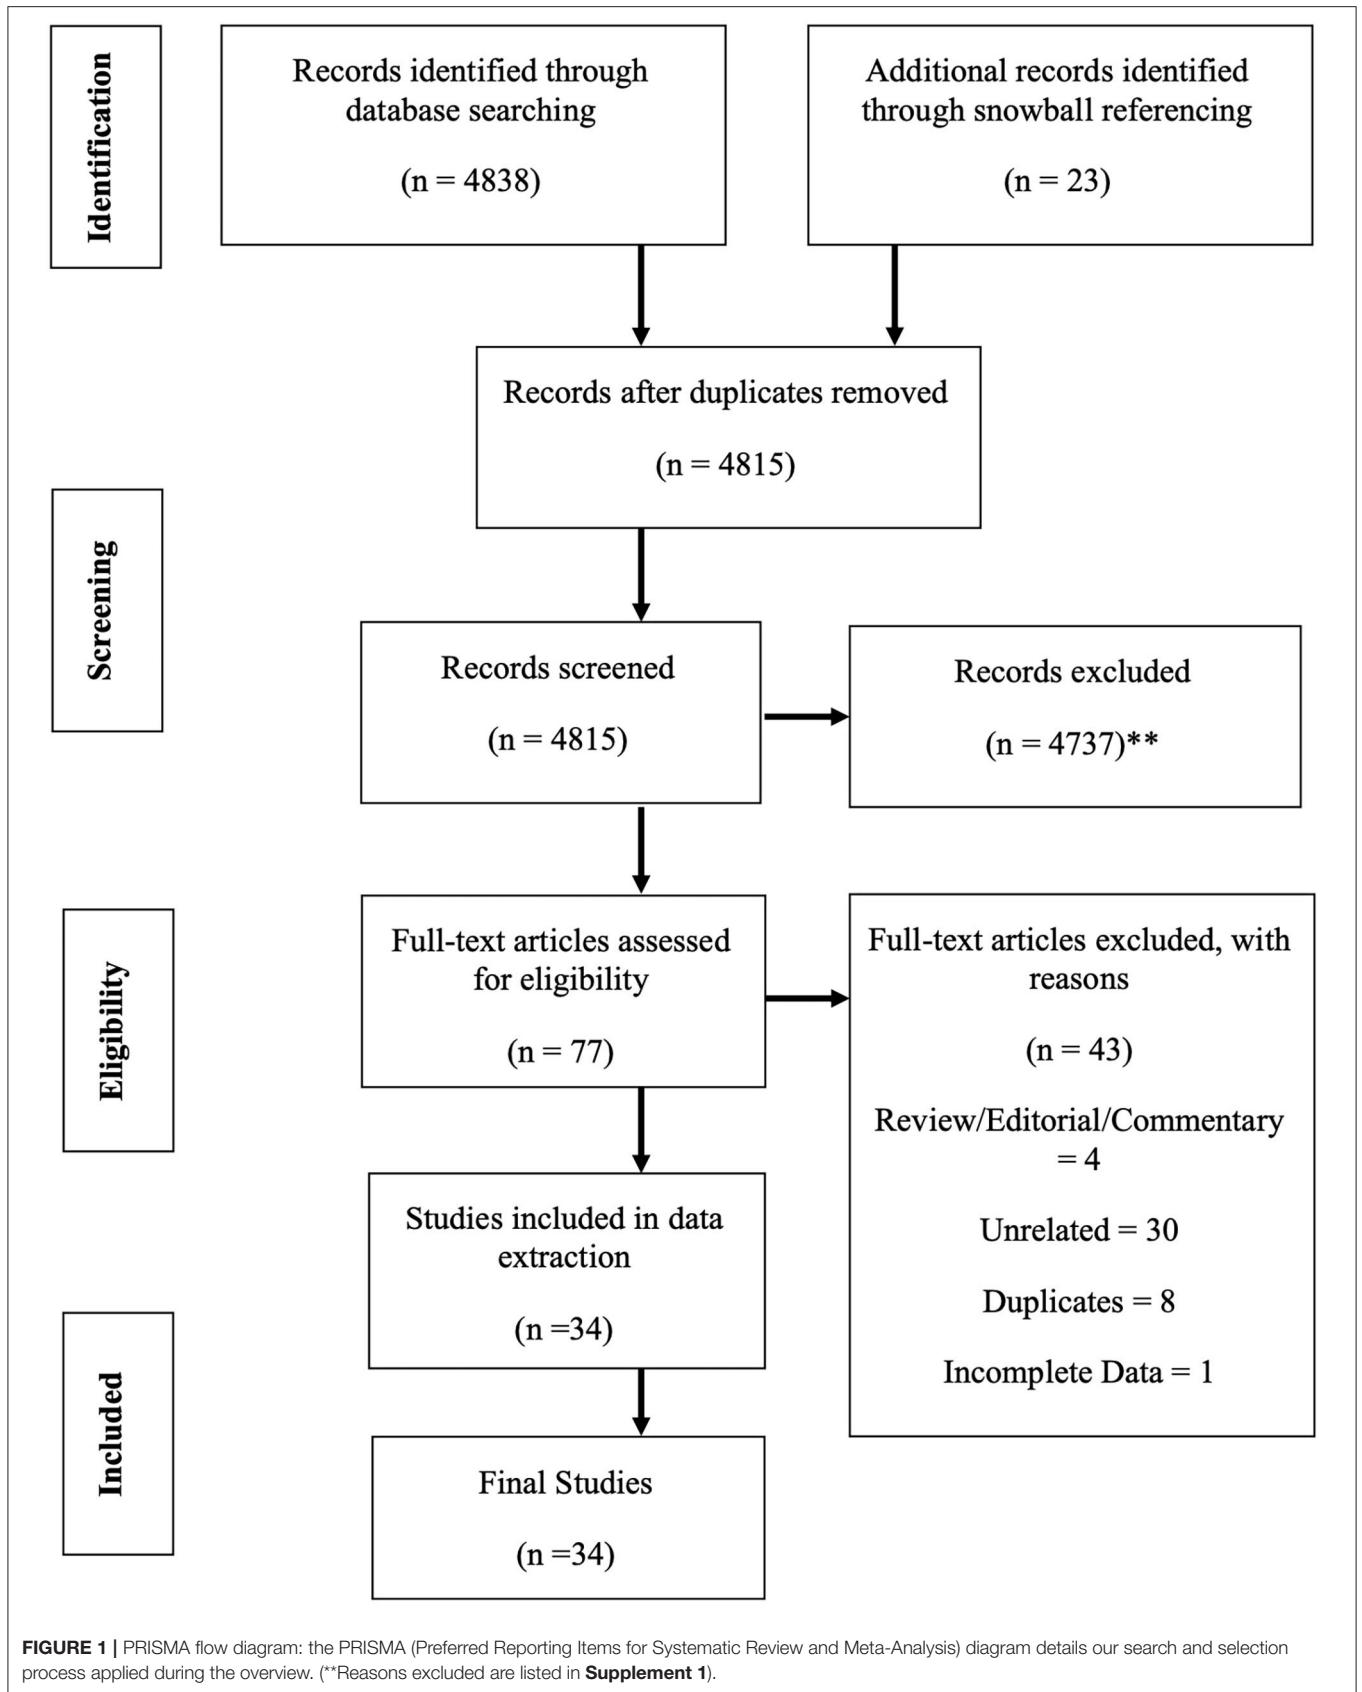 Identification
Records identified through
database searching
(n = 4838)
Additional records identified
through snowball referencing
(n = 23)
Records after duplicates removed
(n = 4815)
Screening
Records screened
(n = 4815)
Records excluded
(n = 4737)**
Eligibility
Full-text articles assessed
for eligibility
(n = 77)
Full-text articles excluded, with
reasons
(n = 43)
Review/Editorial/Commentary
= 4
Unrelated = 30
Duplicates = 8
Incomplete Data = 1
Studies included in data
extraction
(n =34)
Included
Final Studies
(n =34)
FIGURE 1 | PRISMA flow diagram: the PRISMA (Preferred Reporting Items for Systematic Review and Meta-Analysis) diagram details our search and selection
process applied during the overview. (**Reasons excluded are listed in Supplement 1).